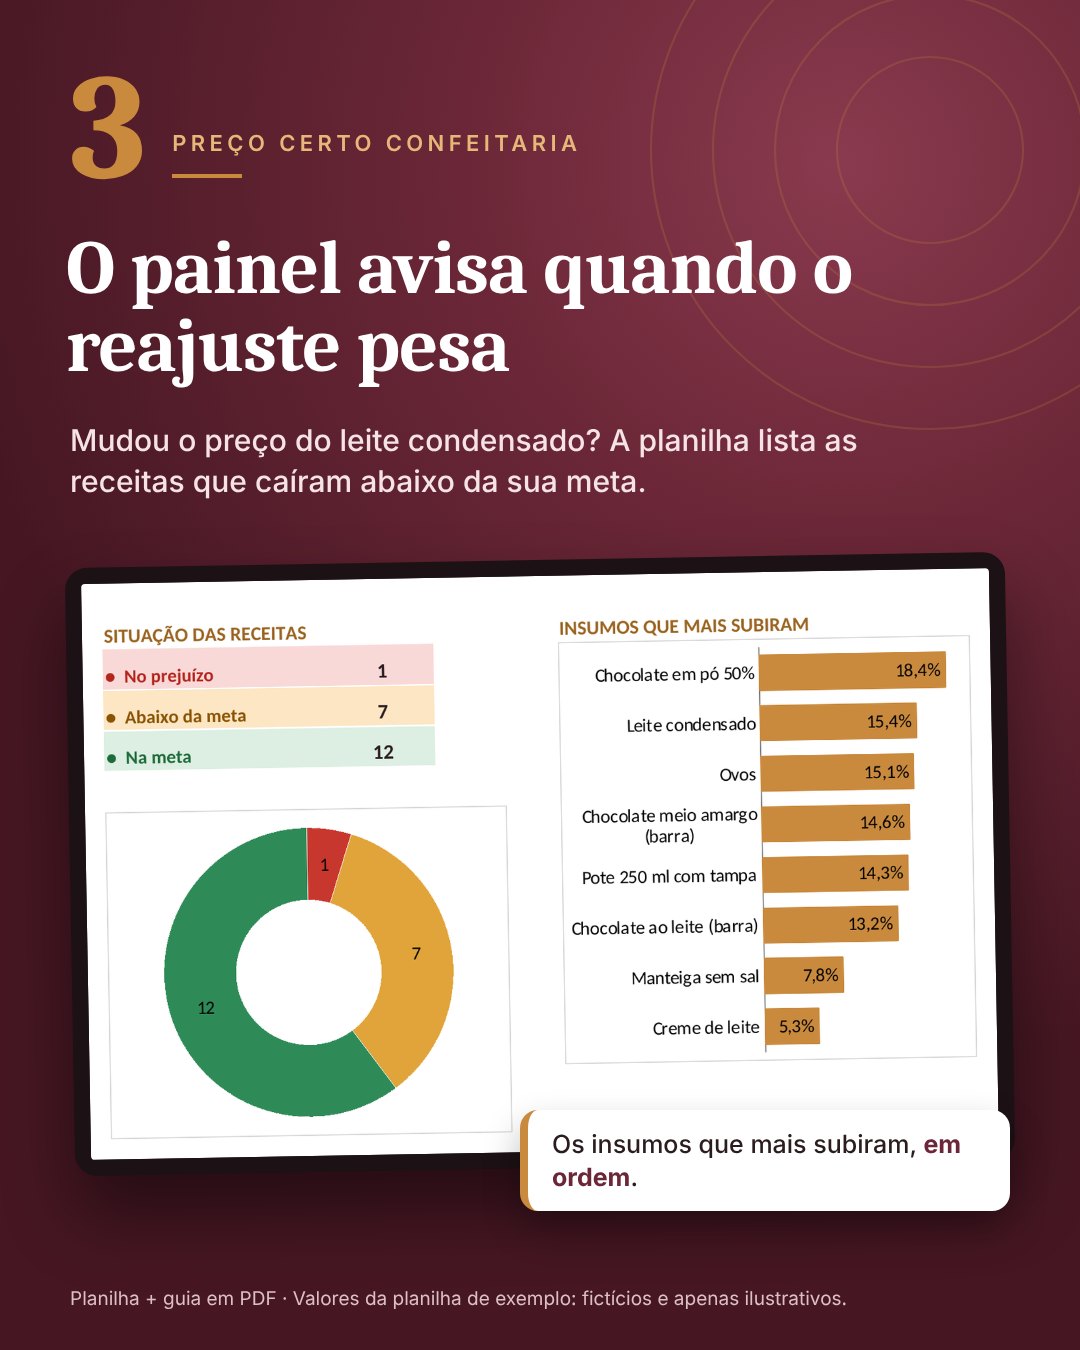 3
PREÇO CERTO CONFEITARIA
O painel avisa quando o
reajuste pesa
Mudou o preço do leite condensado? A planilha lista as
receitas que caíram abaixo da sua meta.
SITUAÇÃO DAS RECEITAS
No prejuízo 1
Abaixo da meta 7
Na meta 12
1
7
12
INSUMOS QUE MAIS SUBIRAM
Chocolate em pó 50% 18,4%
Leite condensado 15,4%
Ovos 15,1%
Chocolate meio amargo
(barra) 14,6%
Pote 250 ml com tampa 14,3%
Chocolate ao leite (barra) 13,2%
Manteiga sem sal 7,8%
Creme de leite 5,3%
Os insumos que mais subiram, em
ordem.
Planilha + guia em PDF · Valores da planilha de exemplo: fictícios e apenas ilustrativos.